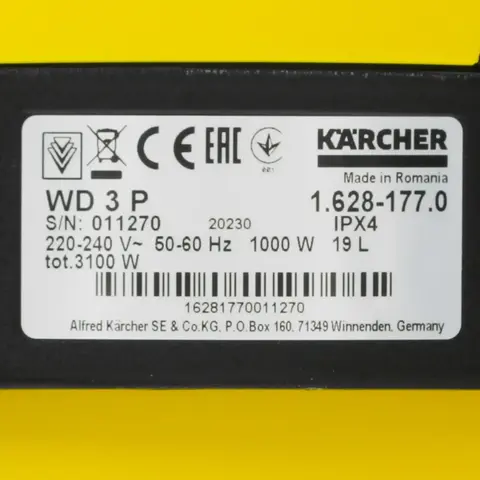 CE EAC KÄRCHER
Made in Romania
WD 3 P 1.628-177.0
S/N: 011270 20230 IPX4
220-240 V~ 50-60 Hz 1000 W 19 L
tot.3100 W
16281770011270
Alfred Kärcher SE & Co.KG, P.O.Box 160, 71349 Winnenden, Germany